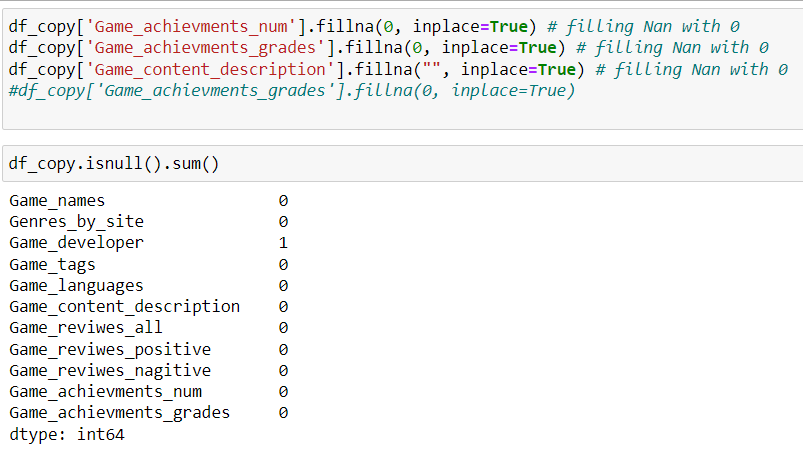 df_copy['Game_achievments_num'].fillna(0, inplace=True) # filling Nan with 0
df_copy['Game_achievments_grades'].fillna(0, inplace=True) # filling Nan with 0
df_copy['Game_content_description'].fillna("", inplace=True) # filling Nan with 0
#df_copy['Game_achievments_grades'].fillna(0, inplace=True)
df_copy.isnull().sum()
Game_names 0
Genres_by_site 0
Game_developer 1
Game_tags 0
Game_languages 0
Game_content_description 0
Game_reviwes_all 0
Game_reviwes_positive 0
Game_reviwes_nagitive 0
Game_achievments_num 0
Game_achievments_grades 0
dtype: int64